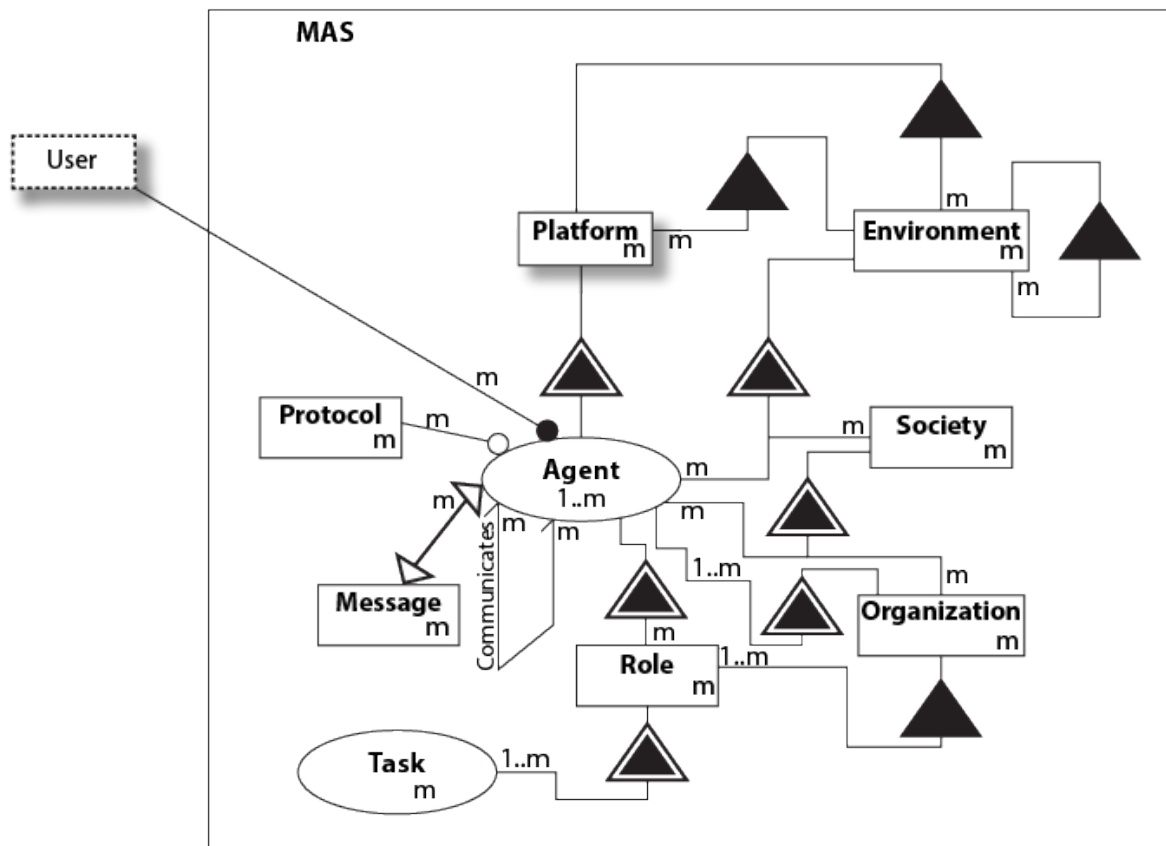 MAS
User
m
Platform
m
m
Environment
m
m
m
Protocol
m
m
m
Agent
1..m
m
m
Society
m
m
m
m
Communicates
m
1..m
m
Organization
m
Message
m
m
Role
m
1..m
Task
m
1..m